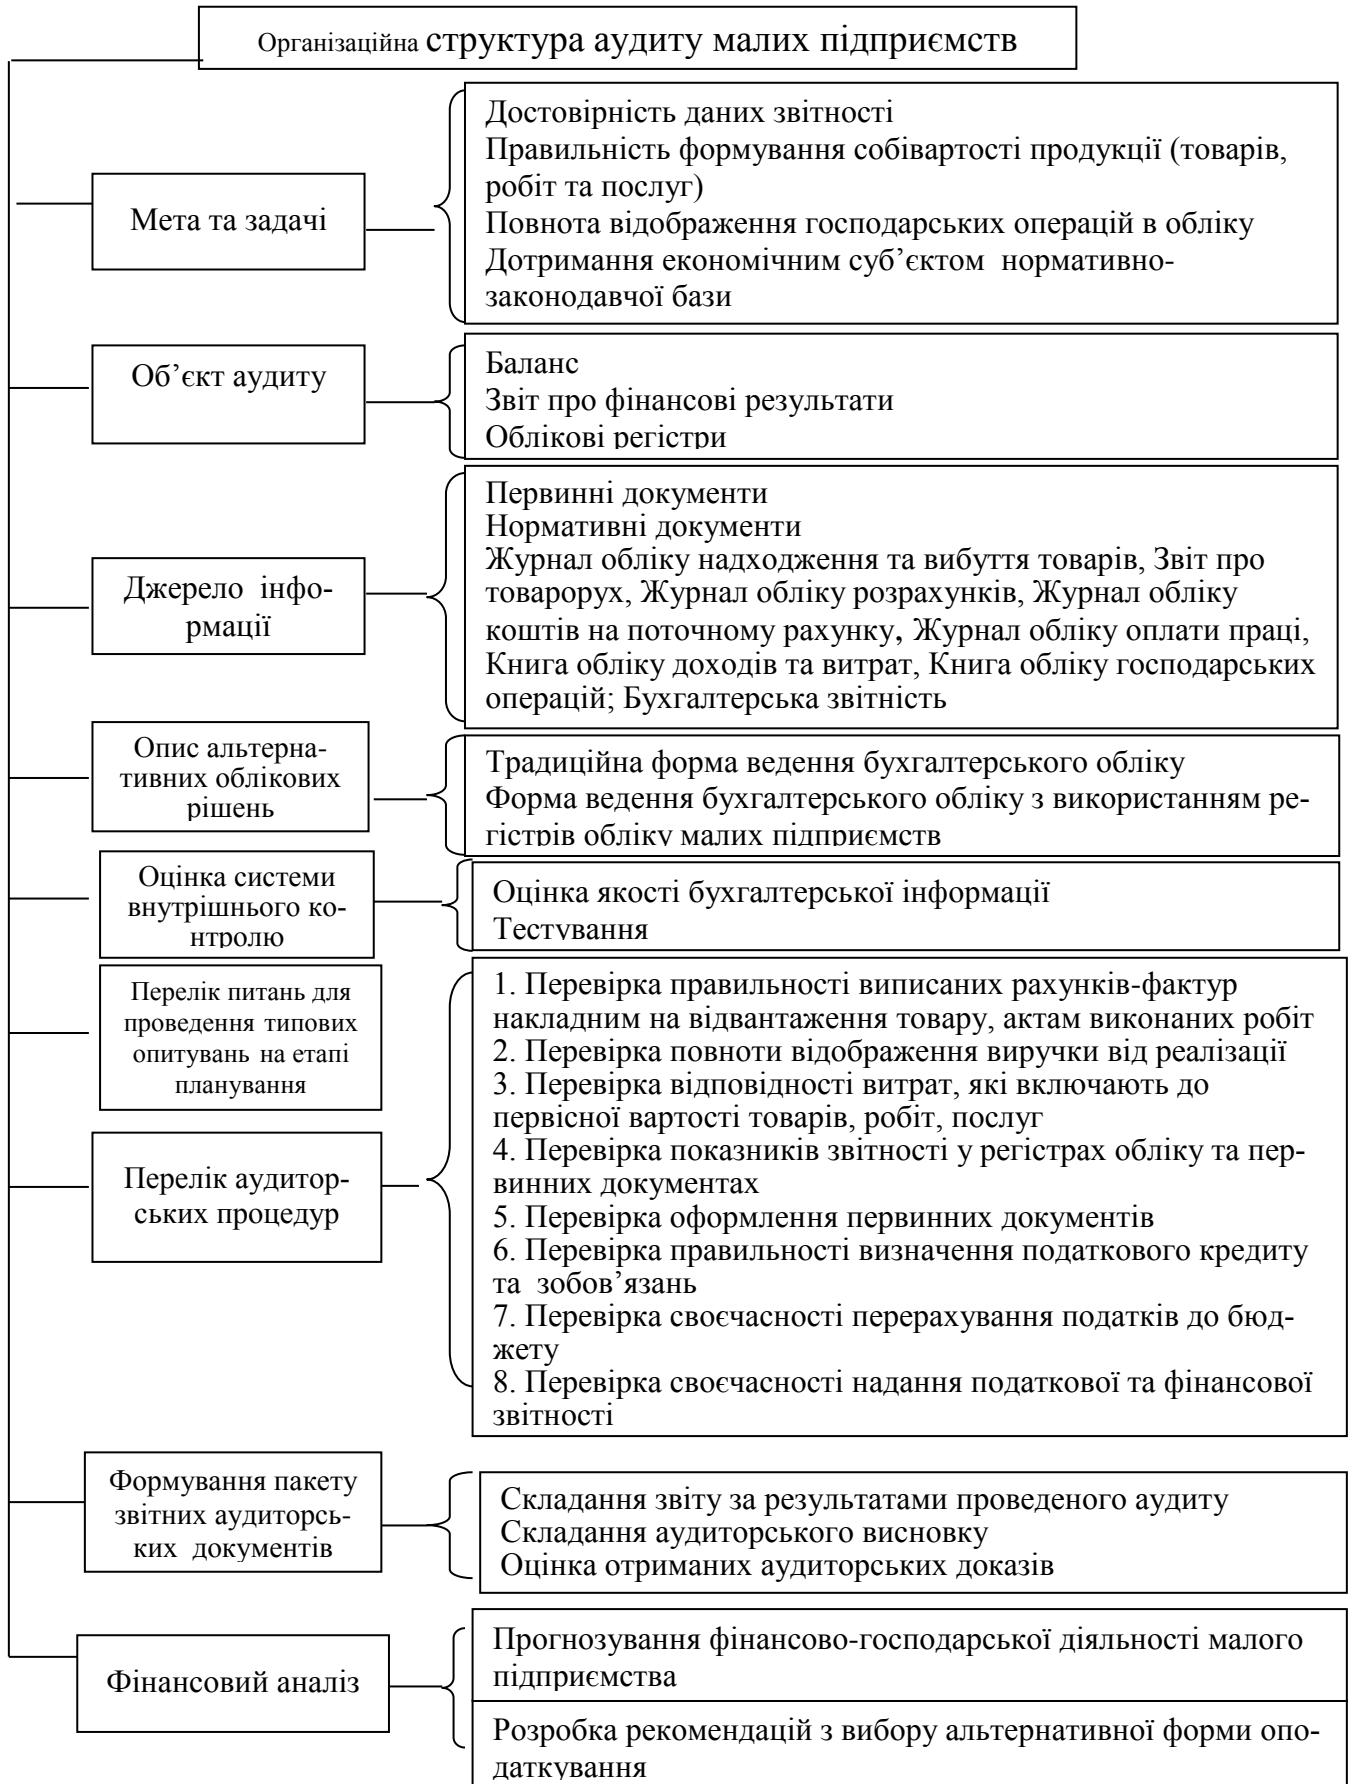 Організаційна структура аудиту малих підприємств
Мета та задачі
Достовірність даних звітності
Правильність формування собівартості продукції (товарів,
робіт та послуг)
Повнота відображення господарських операцій в обліку
Дотримання економічним суб’єктом нормативно-
законодавчої бази
Об’єкт аудиту
Баланс
Звіт про фінансові результати
Облікові регістри
Джерело інфо-
рмації
Первинні документи
Нормативні документи
Журнал обліку надходження та вибуття товарів, Звіт про
товарорух, Журнал обліку розрахунків, Журнал обліку
коштів на поточному рахунку, Журнал обліку оплати праці,
Книга обліку доходів та витрат, Книга обліку господарських
операцій; Бухгалтерська звітність
Опис альтерна-
тивних облікових
рішень
Традиційна форма ведення бухгалтерського обліку
Форма ведення бухгалтерського обліку з використанням ре-
гістрів обліку малих підприємств
Оцінка системи
внутрішнього ко-
нтролю
Оцінка якості бухгалтерської інформації
Тестування
Перелік питань для
проведення типових
опитувань на етапі
планування
Перелік аудитор-
ських процедур
1. Перевірка правильності виписаних рахунків-фактур
накладним на відвантаження товару, актам виконаних робіт
2. Перевірка повноти відображення виручки від реалізації
3. Перевірка відповідності витрат, які включають до
первісної вартості товарів, робіт, послуг
4. Перевірка показників звітності у регістрах обліку та пер-
винних документах
5. Перевірка оформлення первинних документів
6. Перевірка правильності визначення податкового кредиту
та зобов’язань
7. Перевірка своєчасності перерахування податків до бюд-
жету
8. Перевірка своєчасності надання податкової та фінансової
звітності
Формування пакету
звітних аудиторсь-
ких документів
Складання звіту за результатами проведеного аудиту
Складання аудиторського висновку
Оцінка отриманих аудиторських доказів
Фінансовий аналіз
Прогнозування фінансово-господарської діяльності малого
підприємства
Розробка рекомендацій з вибору альтернативної форми опо-
даткування